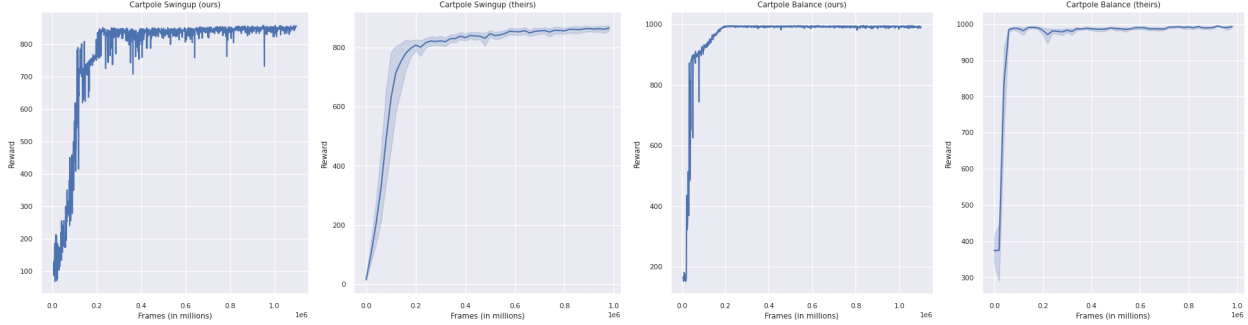 Cartpole Swingup (ours)
800
700
600
500
400
300
200
100
Reward
0.0 0.2 0.4 0.6 0.8 1.0
1e6
Frames (in millions)
Cartpole Swingup (theirs)
800
600
400
200
0
Reward
0.0 0.2 0.4 0.6 0.8 1.0
1e6
Frames (in millions)
Cartpole Balance (ours)
1000
800
600
400
200
Reward
0.0 0.2 0.4 0.6 0.8 1.0
1e6
Frames (in millions)
Cartpole Balance (theirs)
1000
900
800
700
600
500
400
300
Reward
0.0 0.2 0.4 0.6 0.8 1.0
1e6
Frames (in millions)